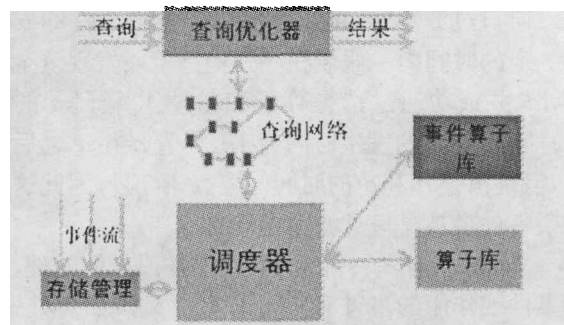 查询
查询优化器
结果
查询网络
事件算子
库
事件流
调度器
算子库
存储管理